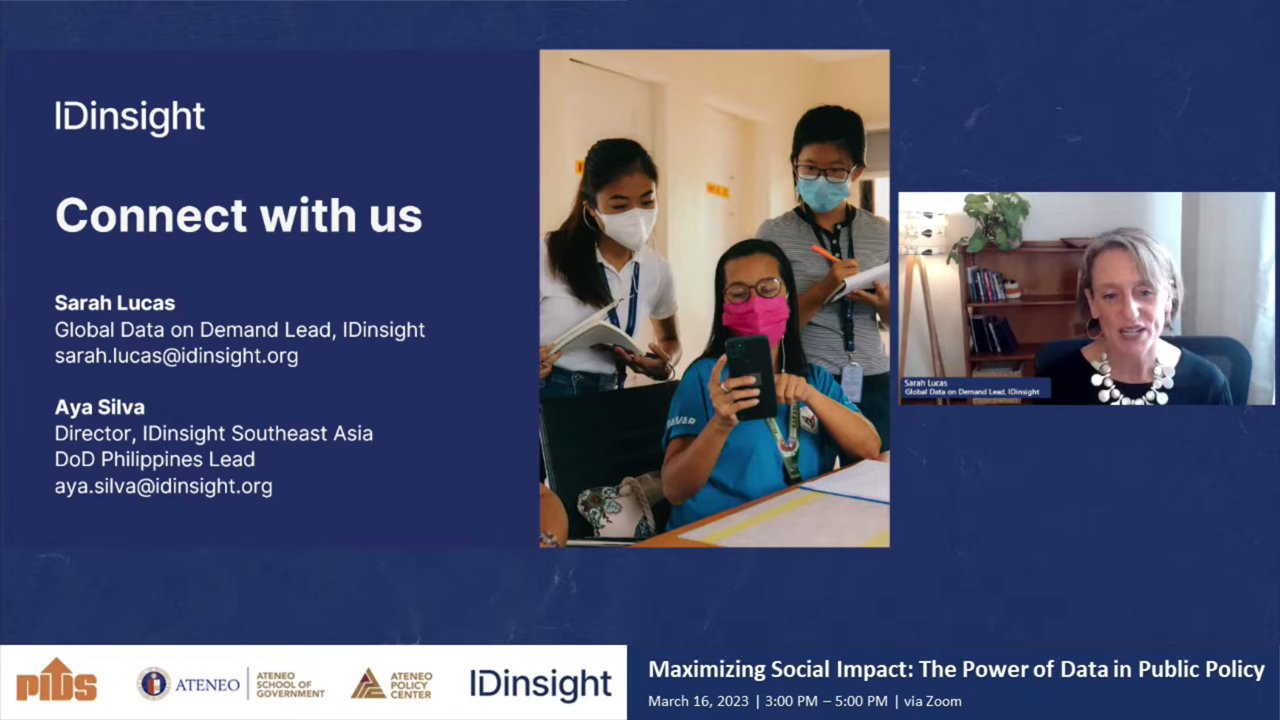 IDinsight
Connect with us
Sarah Lucas
Global Data on Demand Lead, IDinsight
sarah.lucas@idinsight.org
Aya Silva
Director, IDinsight Southeast Asia
DoD Philippines Lead
aya.silva@idinsight.org
Sarah Lucas
Global Data on Demand Lead, IDinsight
pids
ATENEO
ATENEO
SCHOOL OF
GOVERNMENT
ATENEO
POLICY
CENTER
IDinsight
Maximizing Social Impact: The Power of Data in Public Policy
March 16, 2023 | 3:00 PM – 5:00 PM | via Zoom